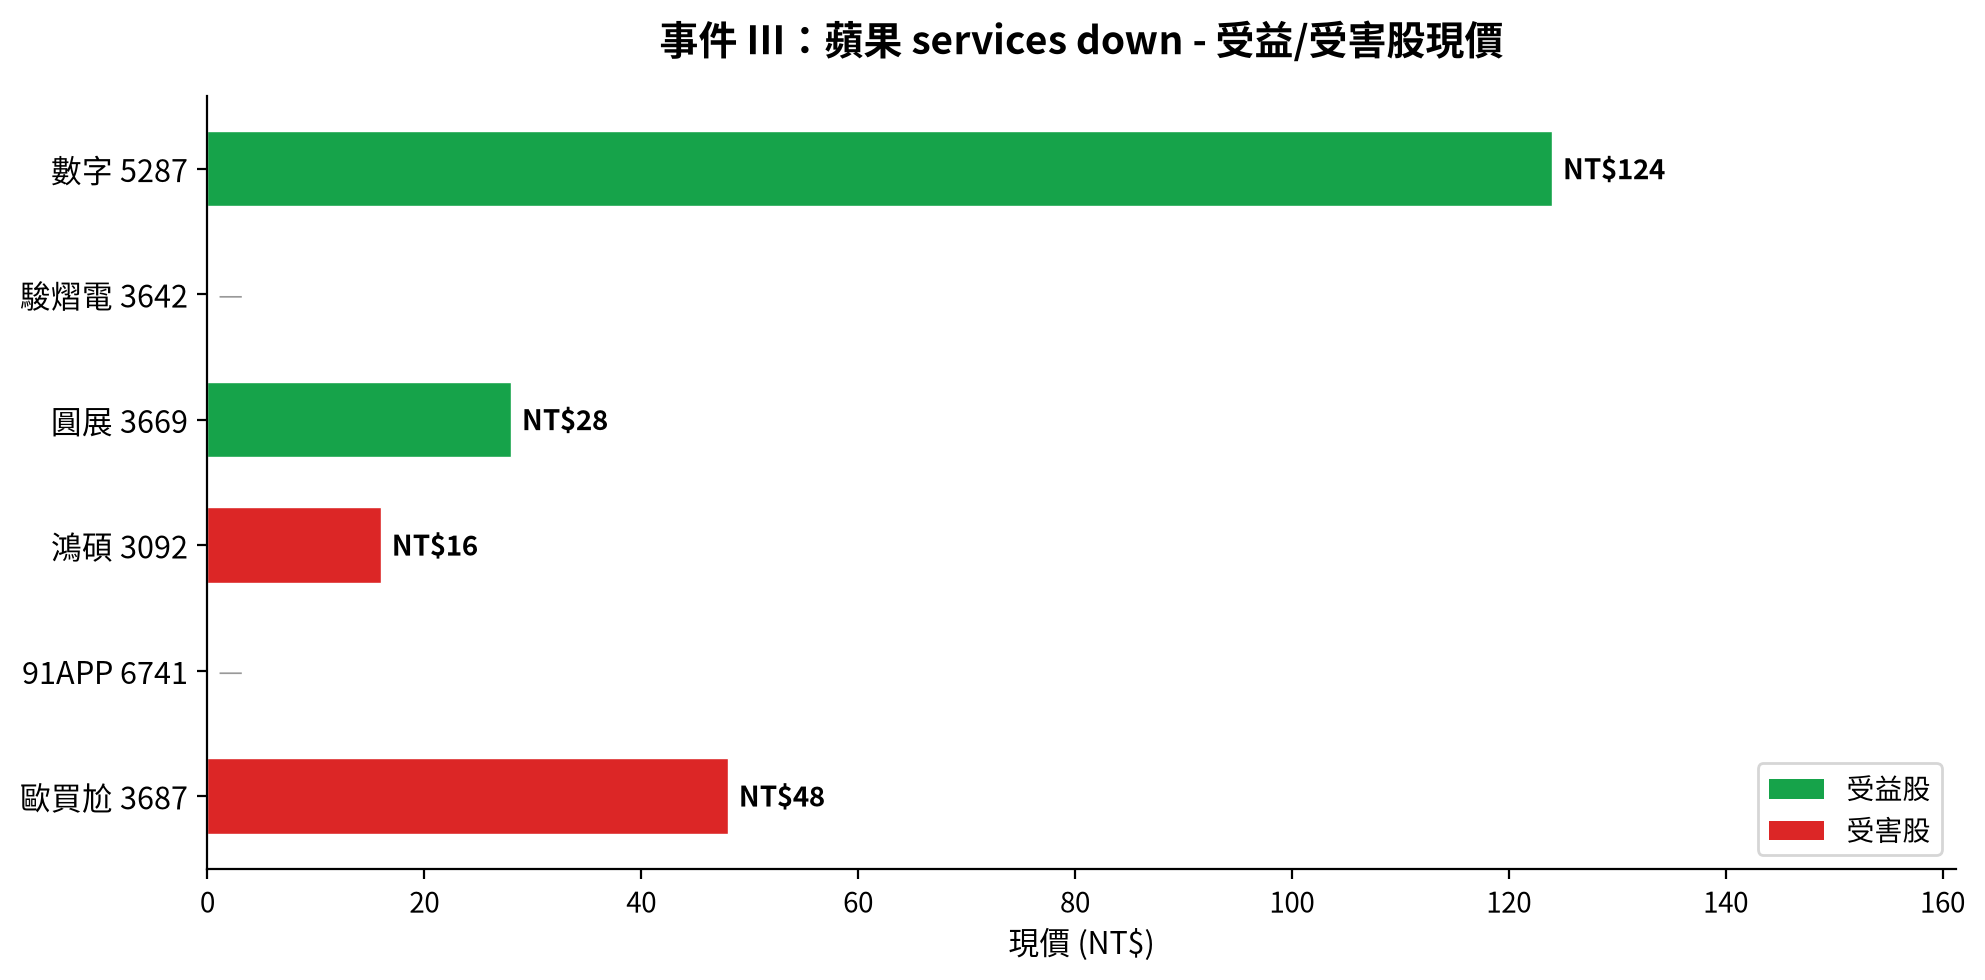 事件 III：蘋果 services down - 受益/受害股現價
數字 5287
NT$124
駿熠電 3642
—
圓展 3669
NT$28
鴻碩 3092
NT$16
91APP 6741
—
歐買尬 3687
NT$48
受益股
受害股
0 20 40 60 80 100 120 140 160
現價 (NT$)